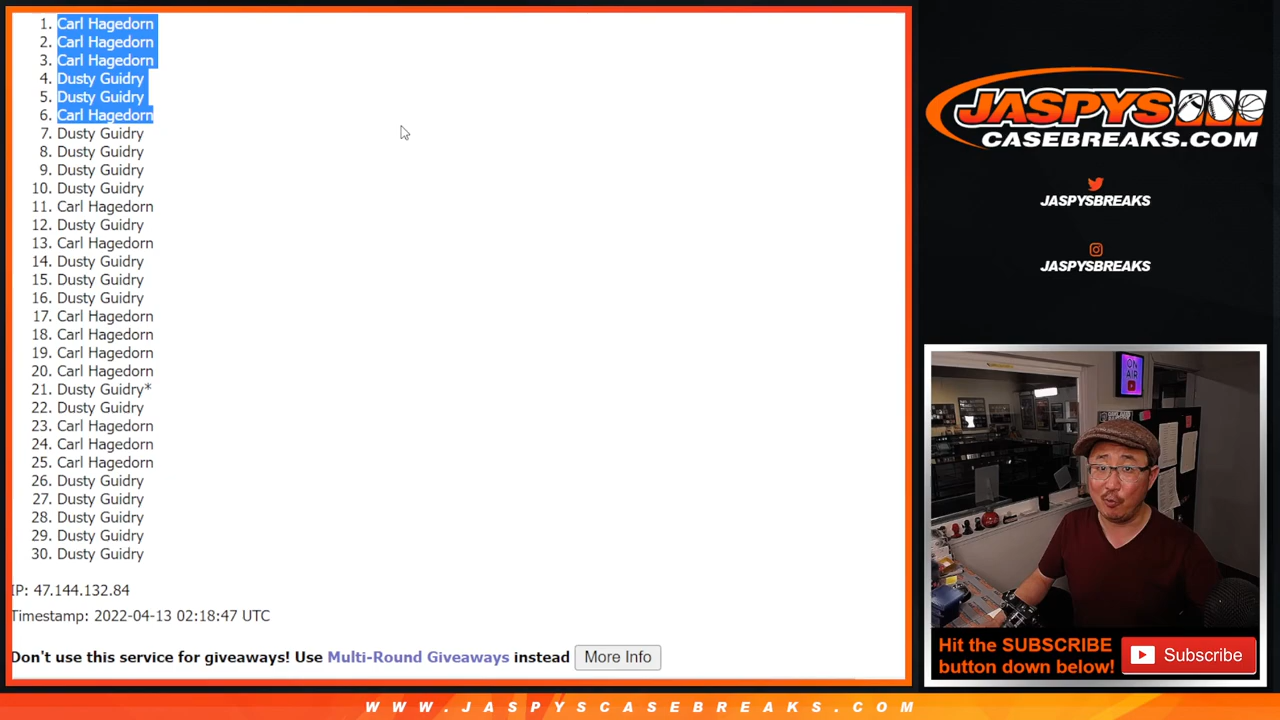 1. Carl Hagedorn
2. Carl Hagedorn
3. Carl Hagedorn
4. Dusty Guidry
5. Dusty Guidry
6. Carl Hagedorn
7. Dusty Guidry
8. Dusty Guidry
9. Dusty Guidry
10. Dusty Guidry
11. Carl Hagedorn
12. Dusty Guidry
13. Carl Hagedorn
14. Dusty Guidry
15. Dusty Guidry
16. Dusty Guidry
17. Carl Hagedorn
18. Carl Hagedorn
19. Carl Hagedorn
20. Carl Hagedorn
21. Dusty Guidry*
22. Dusty Guidry
23. Carl Hagedorn
24. Carl Hagedorn
25. Carl Hagedorn
26. Dusty Guidry
27. Dusty Guidry
28. Dusty Guidry
29. Dusty Guidry
30. Dusty Guidry
IP: 47.144.132.84
Timestamp: 2022-04-13 02:18:47 UTC
Don't use this service for giveaways! Use Multi-Round Giveaways instead More Info
JASPYS
CASEBREAKS.COM
JASPYSBREAKS
JASPYSBREAKS
ON
AIR
Hit the SUBSCRIBE
button down below!
Subscribe
WWW.JASPYSCASEBREAKS.COM